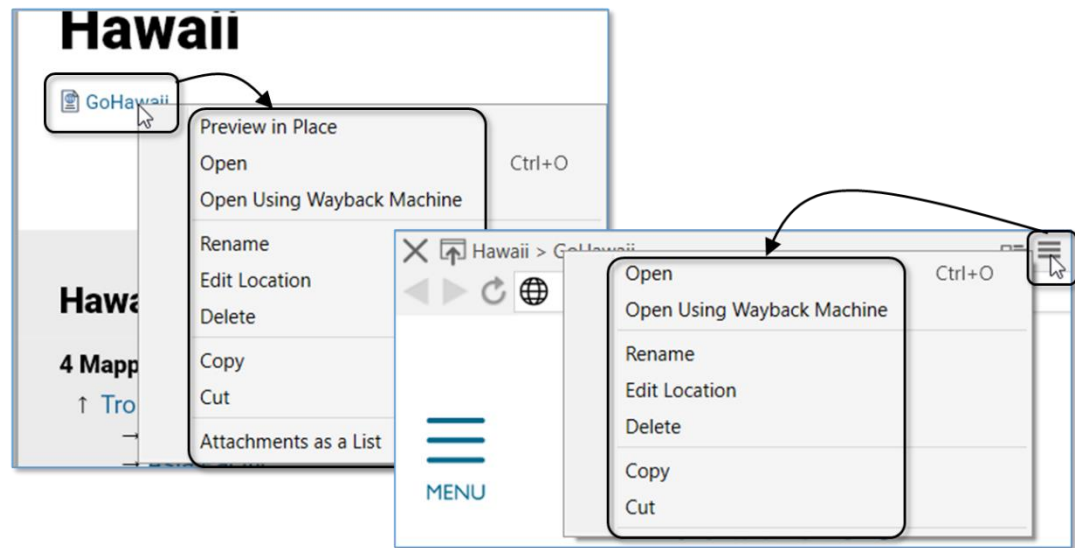 Hawaii
GoHawaii
Preview in Place
Open Ctrl+O
Open Using Wayback Machine
Rename
Edit Location
Delete
Copy
Cut
Attachments as a List
Hawa
4 Mapp
↑ Tro
→
→
Hawaii > GoHawaii
MENU
Open Ctrl+O
Open Using Wayback Machine
Rename
Edit Location
Delete
Copy
Cut